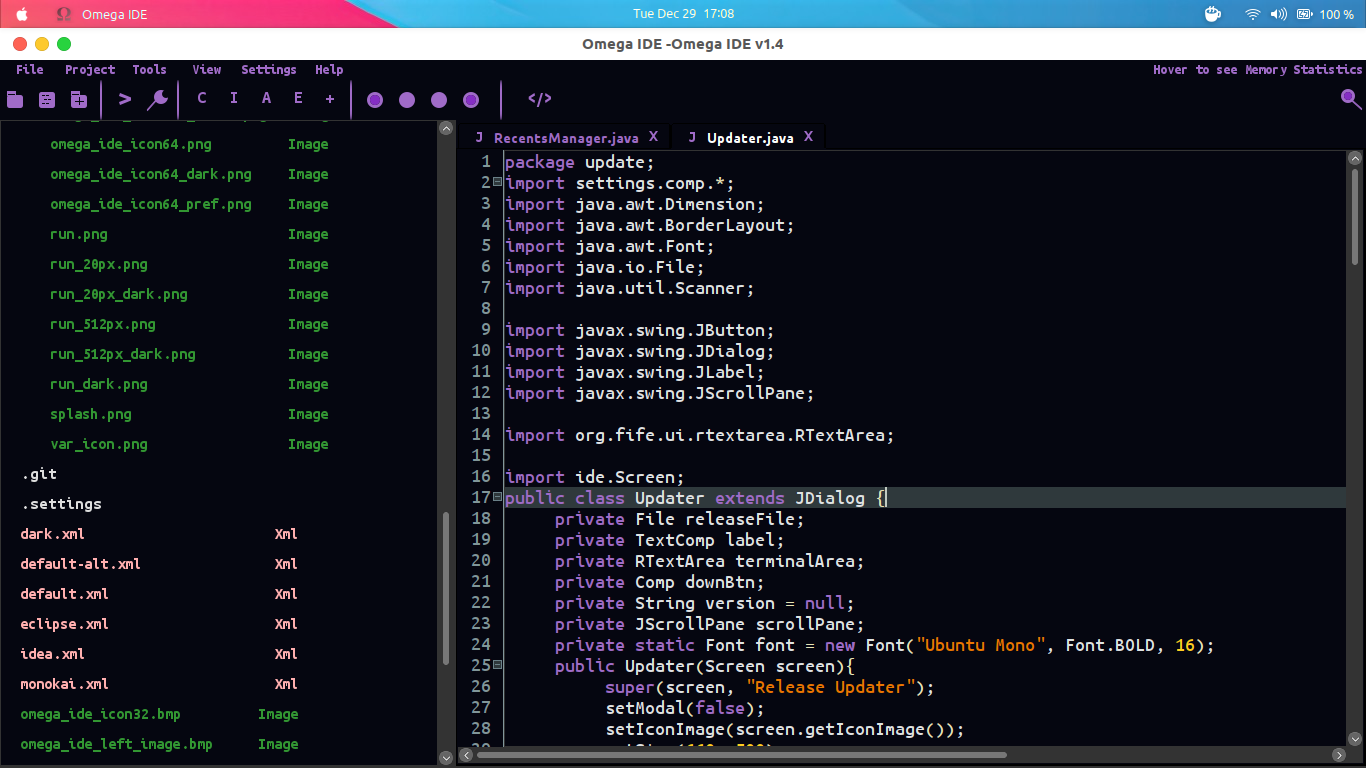 Omega IDE
Tue Dec 29 17:08
100 %
Omega IDE -Omega IDE v1.4
File Project Tools View Settings Help
Hover to see Memory Statistics
> C I A E + </>
omega_ide_icon64.png Image
omega_ide_icon64_dark.png Image
omega_ide_icon64_pref.png Image
run.png Image
run_20px.png Image
run_20px_dark.png Image
run_512px.png Image
run_512px_dark.png Image
run_dark.png Image
splash.png Image
var_icon.png Image
.git
.settings
dark.xml Xml
default-alt.xml Xml
default.xml Xml
eclipse.xml Xml
idea.xml Xml
monokai.xml Xml
omega_ide_icon32.bmp Image
omega_ide_left_image.bmp Image
J RecentsManager.java X J Updater.java X
1 package update;
2 import settings.comp.*;
3 import java.awt.Dimension;
4 import java.awt.BorderLayout;
5 import java.awt.Font;
6 import java.io.File;
7 import java.util.Scanner;
8
9 import javax.swing.JButton;
10 import javax.swing.JDialog;
11 import javax.swing.JLabel;
12 import javax.swing.JScrollPane;
13
14 import org.fife.ui.rtextarea.RTextArea;
15
16 import ide.Screen;
17 public class Updater extends JDialog {
18 private File releaseFile;
19 private TextComp label;
20 private RTextArea terminalArea;
21 private Comp downBtn;
22 private String version = null;
23 private JScrollPane scrollPane;
24 private static Font font = new Font("Ubuntu Mono", Font.BOLD, 16);
25 public Updater(Screen screen){
26 super(screen, "Release Updater");
27 setModal(false);
28 setIconImage(screen.getIconImage());